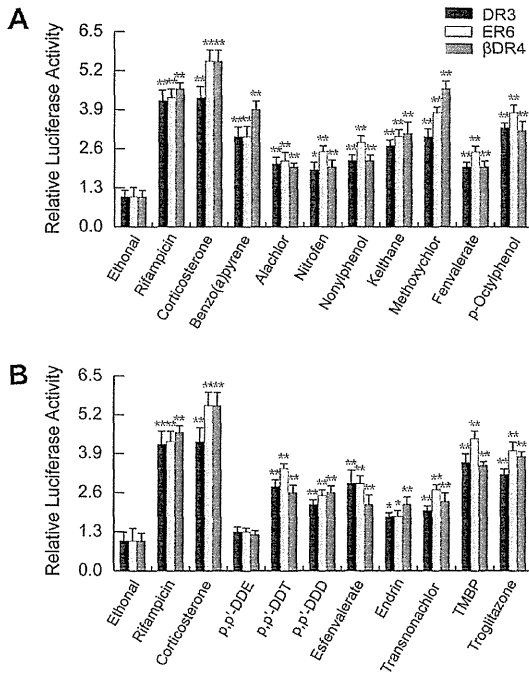 A
DR3
ER6
βDR4
Relative Luciferase Activity
6.5
5.2
3.9
2.6
1.3
0.0
** **** ** ** **** ** ** ** ** ** ** ** * ** ** ** ** ** ** ** ** ** ** ** ** ** ** ** ** **
Ethonal
Rifampicin
Corticosterone
Benzo(a)pyrene
Alachlor
Nitrofen
Nonylphenol
Kelthane
Methoxychlor
Fenvalerate
p-Octylphenol
B
Relative Luciferase Activity
6.5
5.2
3.9
2.6
1.3
0.0
Ethonal
Rifampicin
Corticosterone
p,p'-DDE
p,p'-DDT
p,p'-DDD
Esfenvalerate
Endrin
Transnonachlor
TMBP
Troglitazone